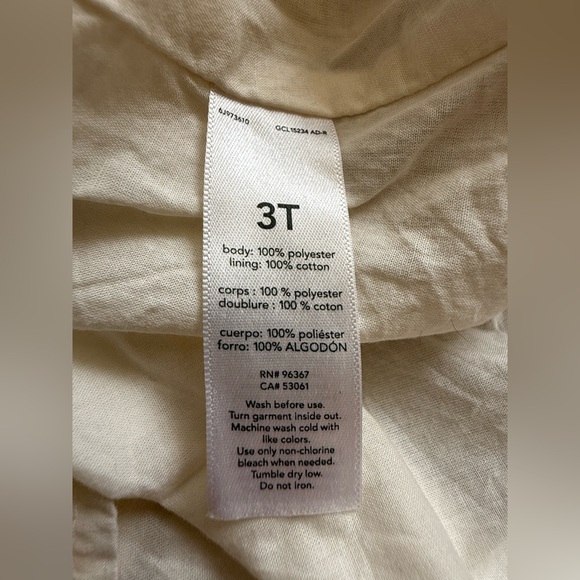 6J973610 GCL15234 AD-R
3T
body: 100% polyester
lining: 100% cotton
corps : 100 % polyester
doublure : 100 % coton
cuerpo: 100% poliéster
forro: 100% ALGODÓN
RN# 96367
CA# 53061
Wash before use.
Turn garment inside out.
Machine wash cold with
like colors.
Use only non-chlorine
bleach when needed.
Tumble dry low.
Do not iron.